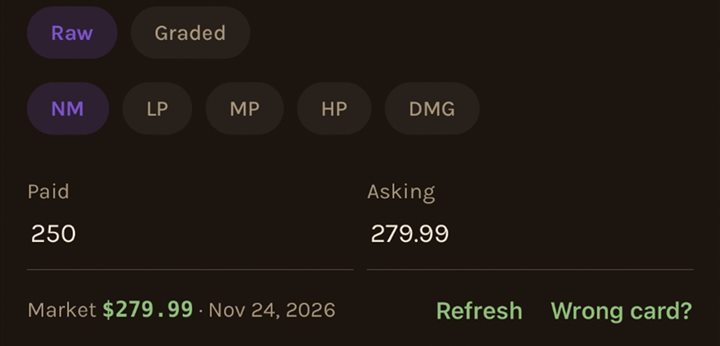 Raw Graded
NM LP MP HP DMG
Paid Asking
250 279.99
Market $279.99 · Nov 24, 2026 Refresh Wrong card?